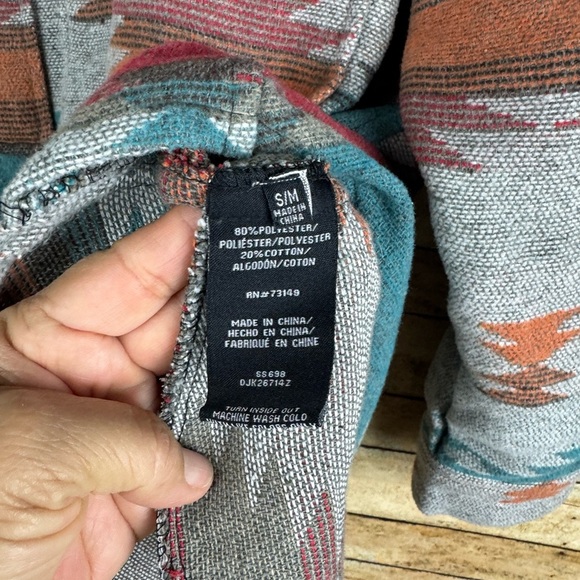 S/M
MADE IN
CHINA
80%POLYESTER/
POLIÉSTER/POLYESTER
20%COTTON/
ALGODÓN/COTON
RN#73149
MADE IN CHINA/
HECHO EN CHINA/
FABRIQUÉ EN CHINE
SS698
DJK26714Z
TURN INSIDE OUT
MACHINE WASH COLD